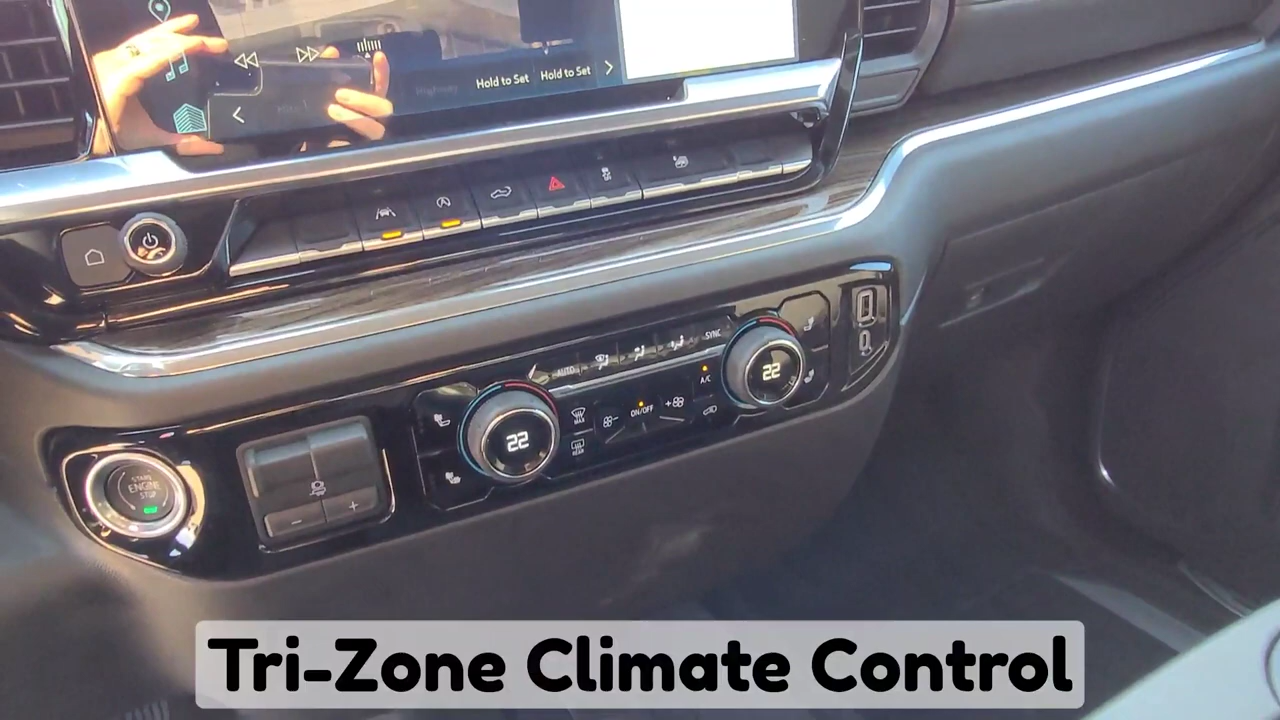 Hold to Set Hold to Set
AUTO
SYNC
22
A/C
MAX
ON/OFF
22
REAR
START
ENGINE
STOP
Tri-Zone Climate Control